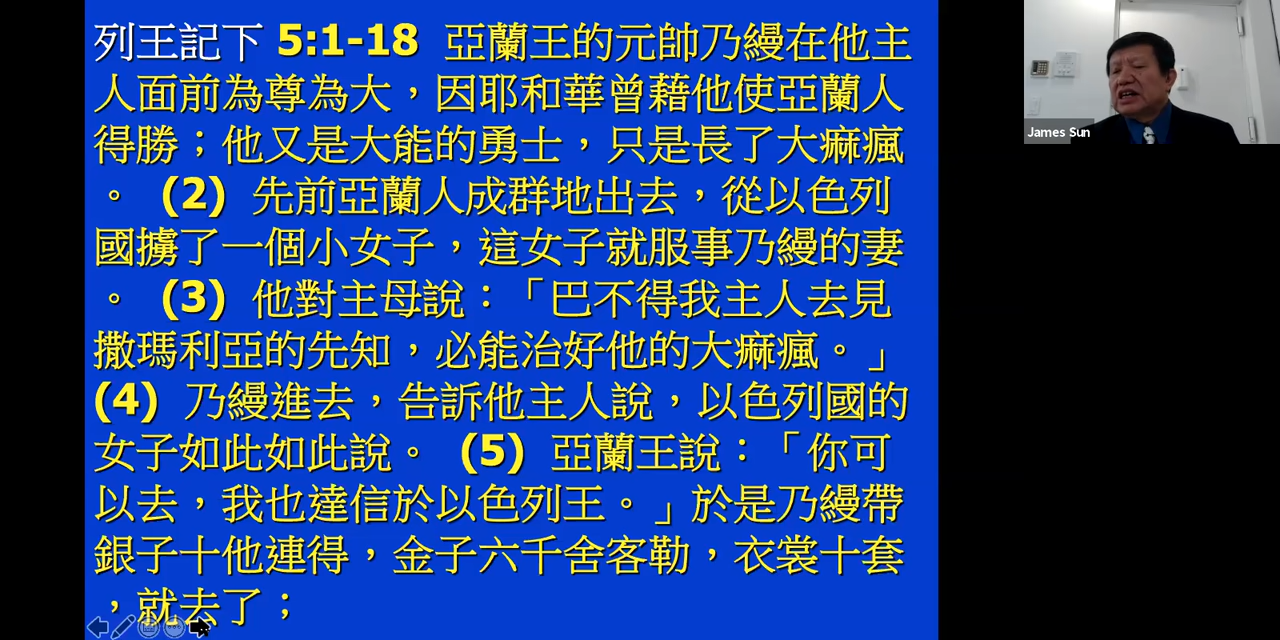 列王記下 5:1-18 亞蘭王的元帥乃縵在他主
人面前為尊為大，因耶和華曾藉他使亞蘭人
得勝；他又是大能的勇士，只是長了大痲瘋
。 (2) 先前亞蘭人成群地出去，從以色列
國擄了一個小女子，這女子就服事乃縵的妻
。 (3) 他對主母說：「巴不得我主人去見
撒瑪利亞的先知，必能治好他的大痲瘋。」
(4) 乃縵進去，告訴他主人說，以色列國的
女子如此如此說。 (5) 亞蘭王說：「你可
以去，我也達信於以色列王。」於是乃縵帶
銀子十他連得，金子六千舍客勒，衣裳十套
，就去了；
James Sun